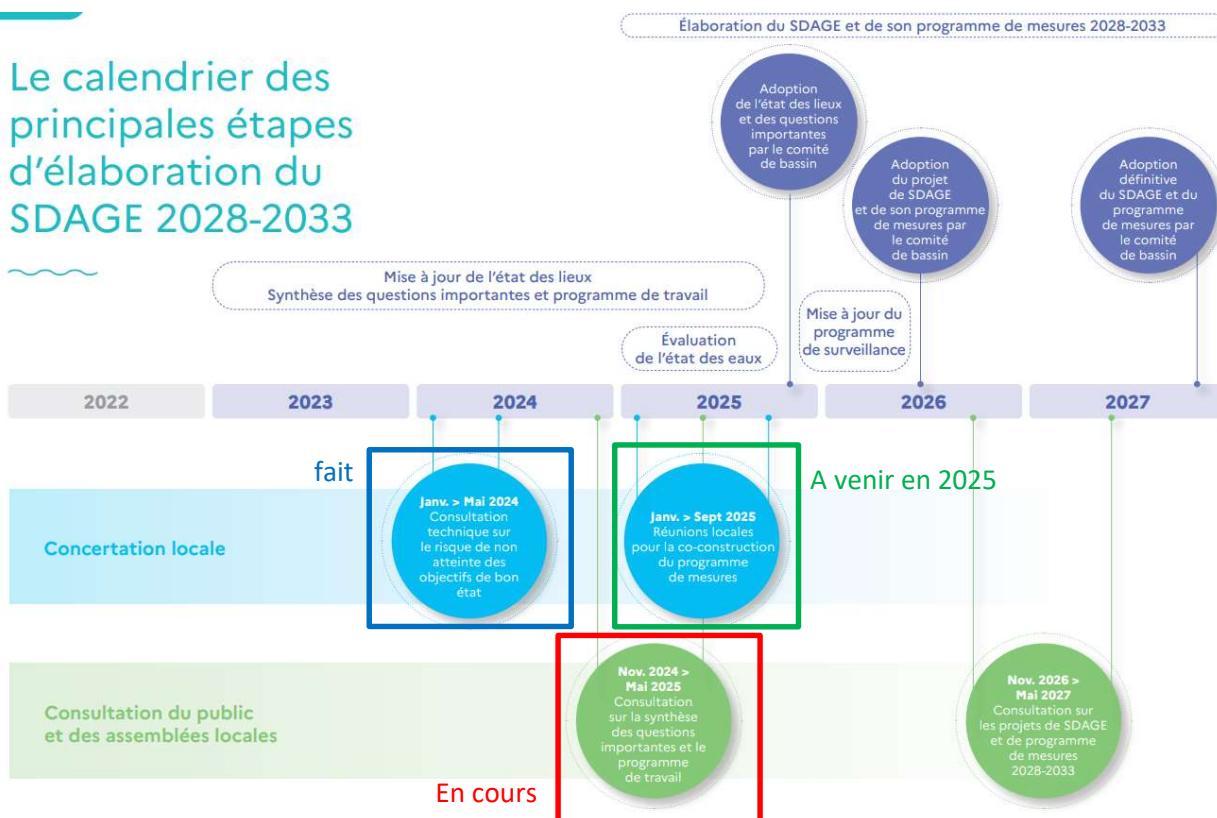 Élaboration du SDAGE et de son programme de mesures 2028-2033
Le calendrier des
principales étapes
d'élaboration du
SDAGE 2028-2033
Adoption
de l'état des lieux
et des questions
importantes
par le comité
de bassin
Adoption
du projet
de SDAGE
et de son programme
de mesures par
le comité
de bassin
Adoption
définitive
du SDAGE et du
programme
de mesures par
le comité
de bassin
Mise à jour de l'état des lieux
Synthèse des questions importantes et programme de travail
Évaluation
de l'état des eaux
Mise à jour du
programme
de surveillance
2022
2023
2024
2025
2026
2027
fait
A venir en 2025
Concertation locale
Janv. > Mai 2024
Consultation
technique sur
le risque de non
atteinte des
objectifs de bon
état
Janv. > Sept 2025
Réunions locales
pour la co-construction
du programme
de mesures
Consultation du public
et des assemblées locales
Nov. 2024 >
Mai 2025
Consultation
sur la synthèse
des questions
importantes et le
programme
de travail
Nov. 2026 >
Mai 2027
Consultation sur
les projets de SDAGE
et de programme
de mesures
2028-2033
En cours